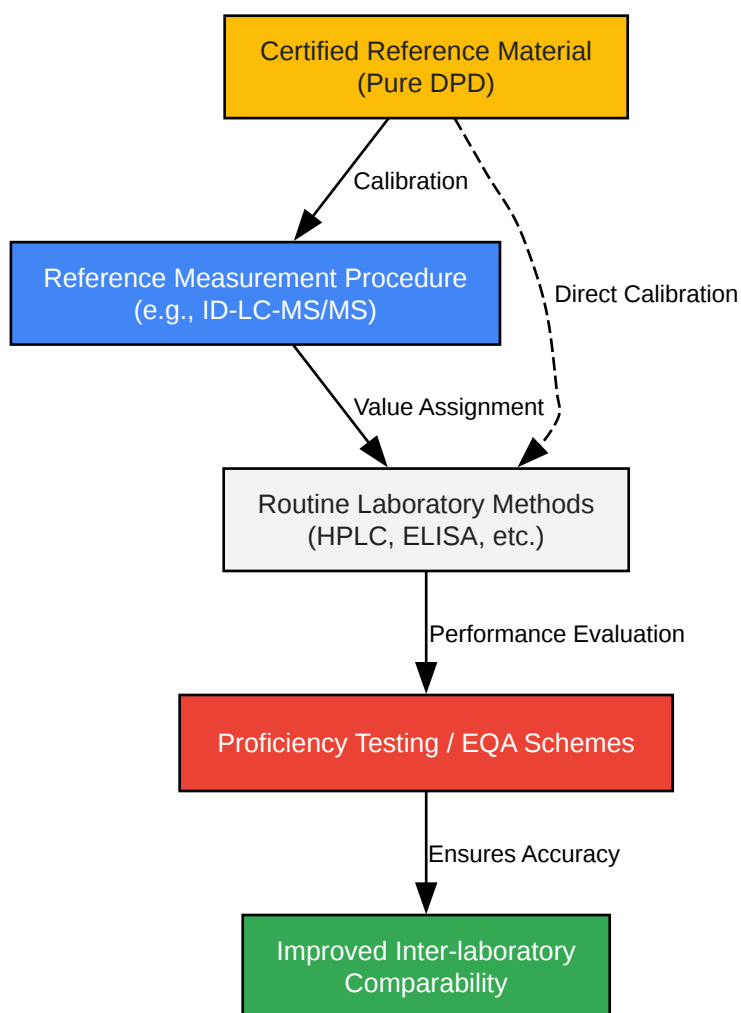 Certified Reference Material
(Pure DPD)
Calibration
Reference Measurement Procedure
(e.g., ID-LC-MS/MS)
Direct Calibration
Value Assignment
Routine Laboratory Methods
(HPLC, ELISA, etc.)
Performance Evaluation
Proficiency Testing / EQA Schemes
Ensures Accuracy
Improved Inter-laboratory
Comparability